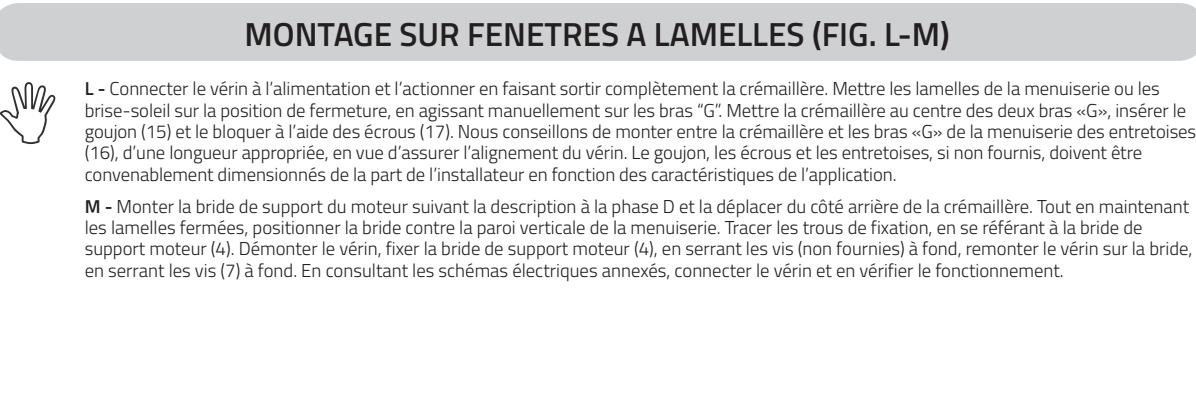 MONTAGE SUR FENETRES A LAMELLES (FIG. L-M)
L - Connecter le vérin à l'alimentation et l'actionner en faisant sortir complètement la crémaillère. Mettre les lamelles de la menuiserie ou les
brise-soleil sur la position de fermeture, en agissant manuellement sur les bras "G". Mettre la crémaillère au centre des deux bras «G», insérer le
goujon (15) et le bloquer à l'aide des écrous (17). Nous conseillons de monter entre la crémaillère et les bras «G» de la menuiserie des entretoises
(16), d'une longueur appropriée, en vue d'assurer l'alignement du vérin. Le goujon, les écrous et les entretoises, si non fournis, doivent être
convenablement dimensionnés de la part de l'installateur en fonction des caractéristiques de l'application.
M - Monter la bride de support du moteur suivant la description à la phase D et la déplacer du côté arrière de la crémaillère. Tout en maintenant
les lamelles fermées, positionner la bride contre la paroi verticale de la menuiserie. Tracer les trous de fixation, en se référant à la bride de
support moteur (4). Démonter le vérin, fixer la bride de support moteur (4), en serrant les vis (non fournies) à fond, remonter le vérin sur la bride,
en serrant les vis (7) à fond. En consultant les schémas électriques annexés, connecter le vérin et en vérifier le fonctionnement.